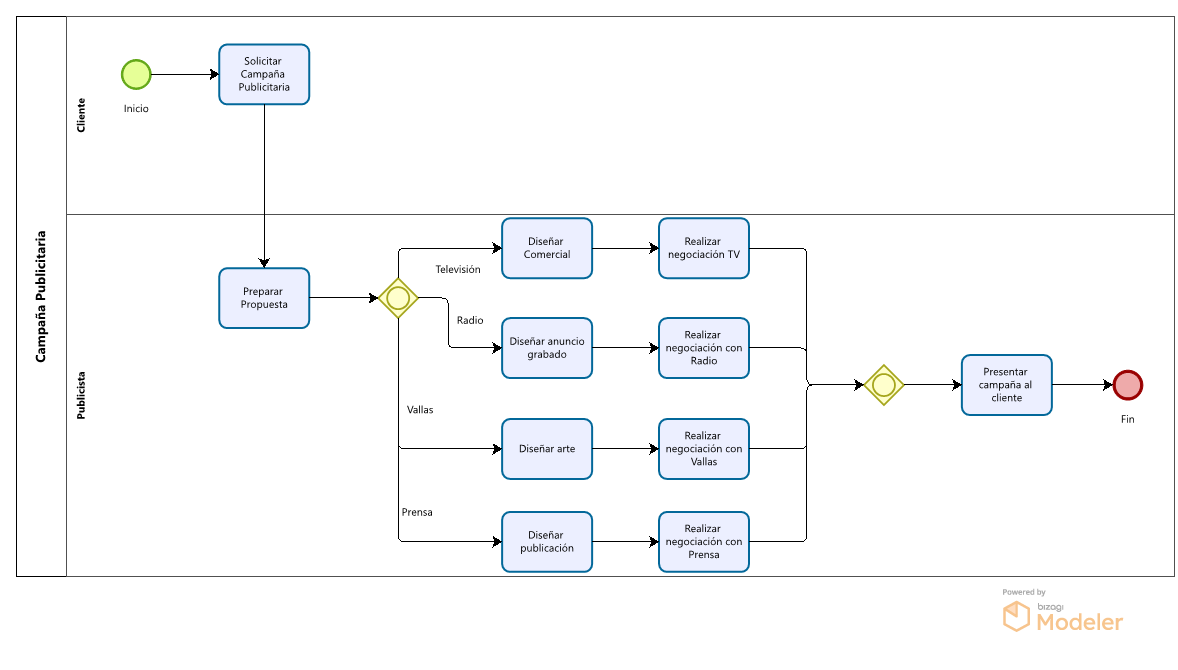 Campaña Publicitaria
Cliente
Inicio
Solicitar
Campaña
Publicitaria
Publicista
Preparar
Propuesta
Televisión
Radio
Vallas
Prensa
Diseñar
Comercial
Realizar
negociación TV
Diseñar anuncio
grabado
Realizar
negociación con
Radio
Diseñar arte
Realizar
negociación con
Vallas
Diseñar
publicación
Realizar
negociación con
Prensa
Presentar
campaña al
cliente
Fin
Powered by
bizagi
Modeler